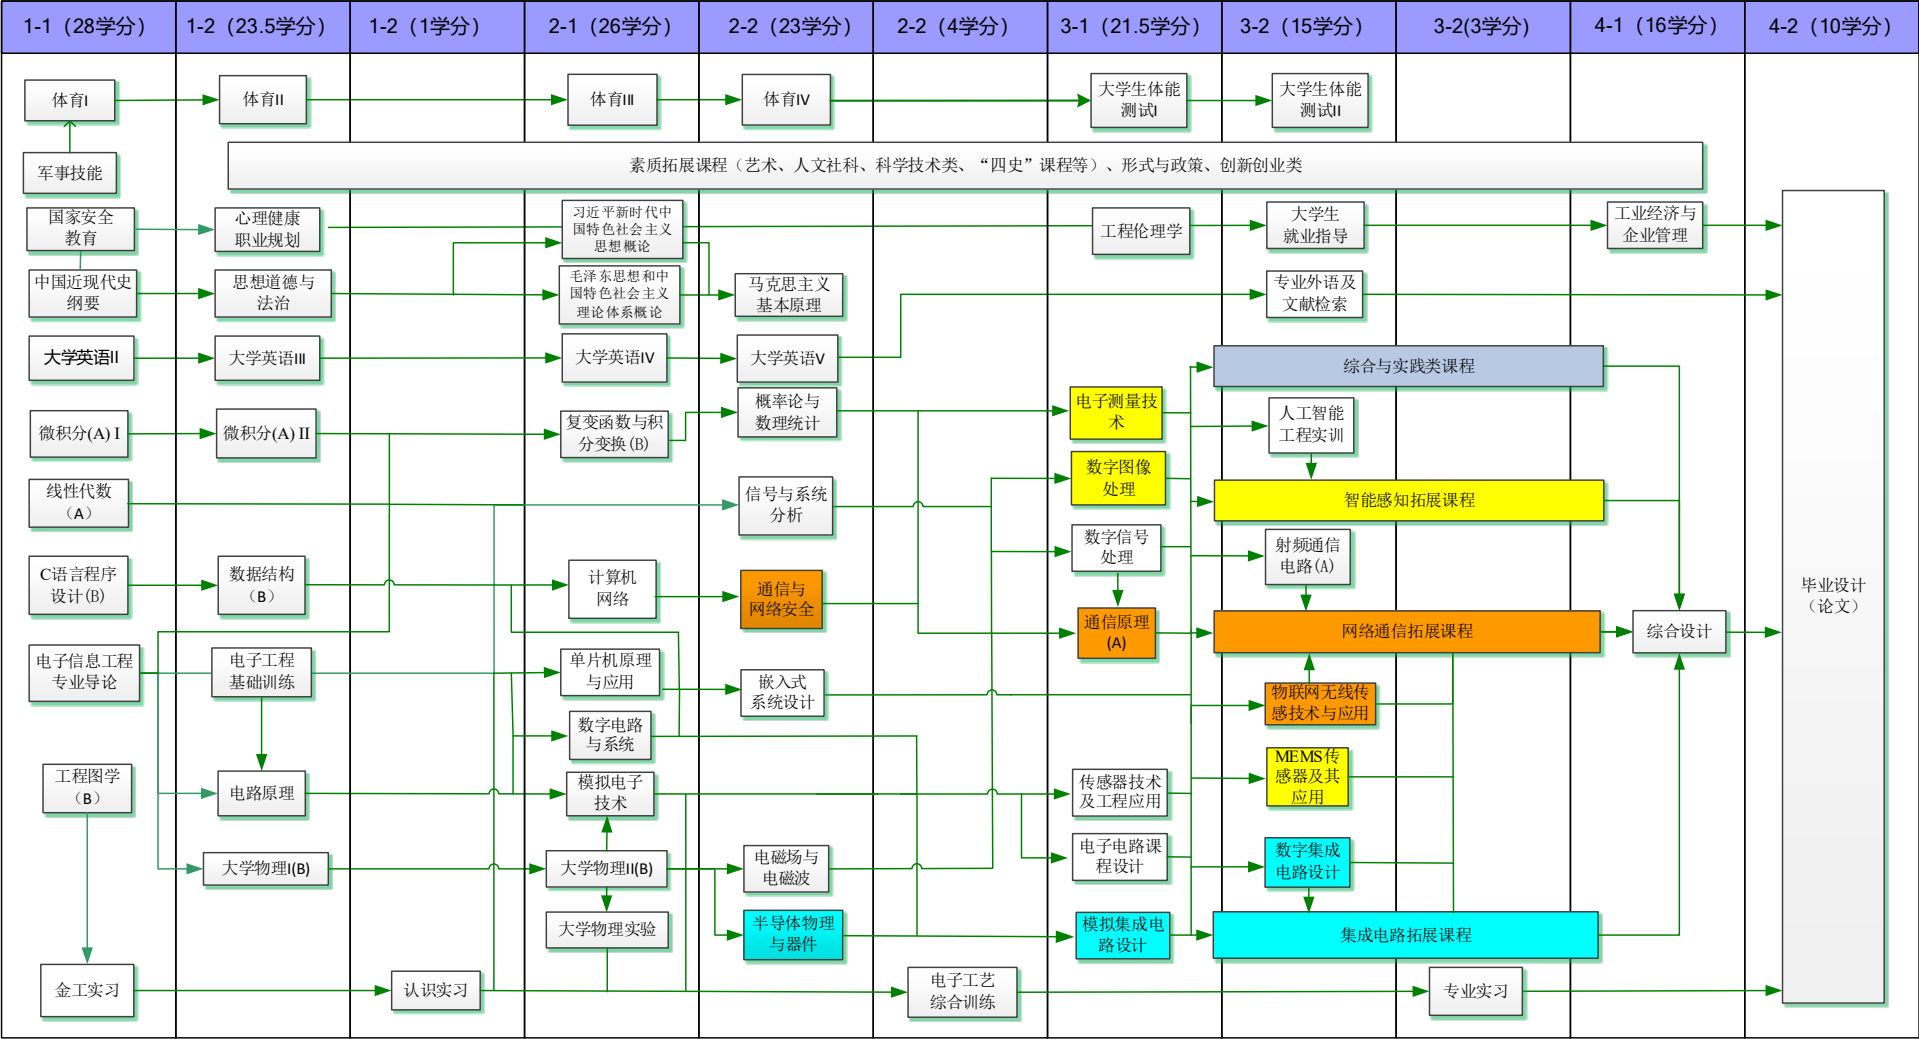 1-1（28学分）
1-2（23.5学分）
1-2（1学分）
2-1（26学分）
2-2（23学分）
2-2（4学分）
3-1（21.5学分）
3-2（15学分）
3-2(3学分)
4-1（16学分）
4-2（10学分）
体育I
体育II
体育III
体育IV
大学生体能
测试I
大学生体能
测试II
军事技能
素质拓展课程（艺术、人文社科、科学技术类、“四史”课程等）、形式与政策、创新创业类
国家安全
教育
心理健康
职业规划
习近平新时代中
国特色社会主义
思想概论
工程伦理学
大学生
就业指导
工业经济与
企业管理
中国近现代史
纲要
思想道德与
法治
毛泽东思想和中
国特色社会主义
理论体系概论
马克思主义
基本原理
专业外语及
文献检索
大学英语II
大学英语III
大学英语IV
大学英语V
综合与实践类课程
微积分(A) I
微积分(A) II
复变函数与积
分变换(B)
概率论与
数理统计
电子测量技
术
人工智能
工程实训
线性代数
（A）
信号与系统
分析
数字图像
处理
智能感知拓展课程
C语言程序
设计(B)
数据结构
（B）
计算机
网络
通信与
网络安全
数字信号
处理
射频通信
电路(A)
毕业设计
（论文）
通信原理
(A)
网络通信拓展课程
综合设计
电子信息工程
专业导论
电子工程
基础训练
单片机原理
与应用
嵌入式
系统设计
物联网无线传
感技术与应用
数字电路
与系统
工程图学
（B）
电路原理
模拟电子
技术
传感器技术
及工程应用
MEMS传
感器及其
应用
大学物理I(B)
大学物理II(B)
电磁场与
电磁波
电子电路课
程设计
数字集成
电路设计
大学物理实验
半导体物理
与器件
模拟集成电
路设计
集成电路拓展课程
金工实习
认识实习
电子工艺
综合训练
专业实习